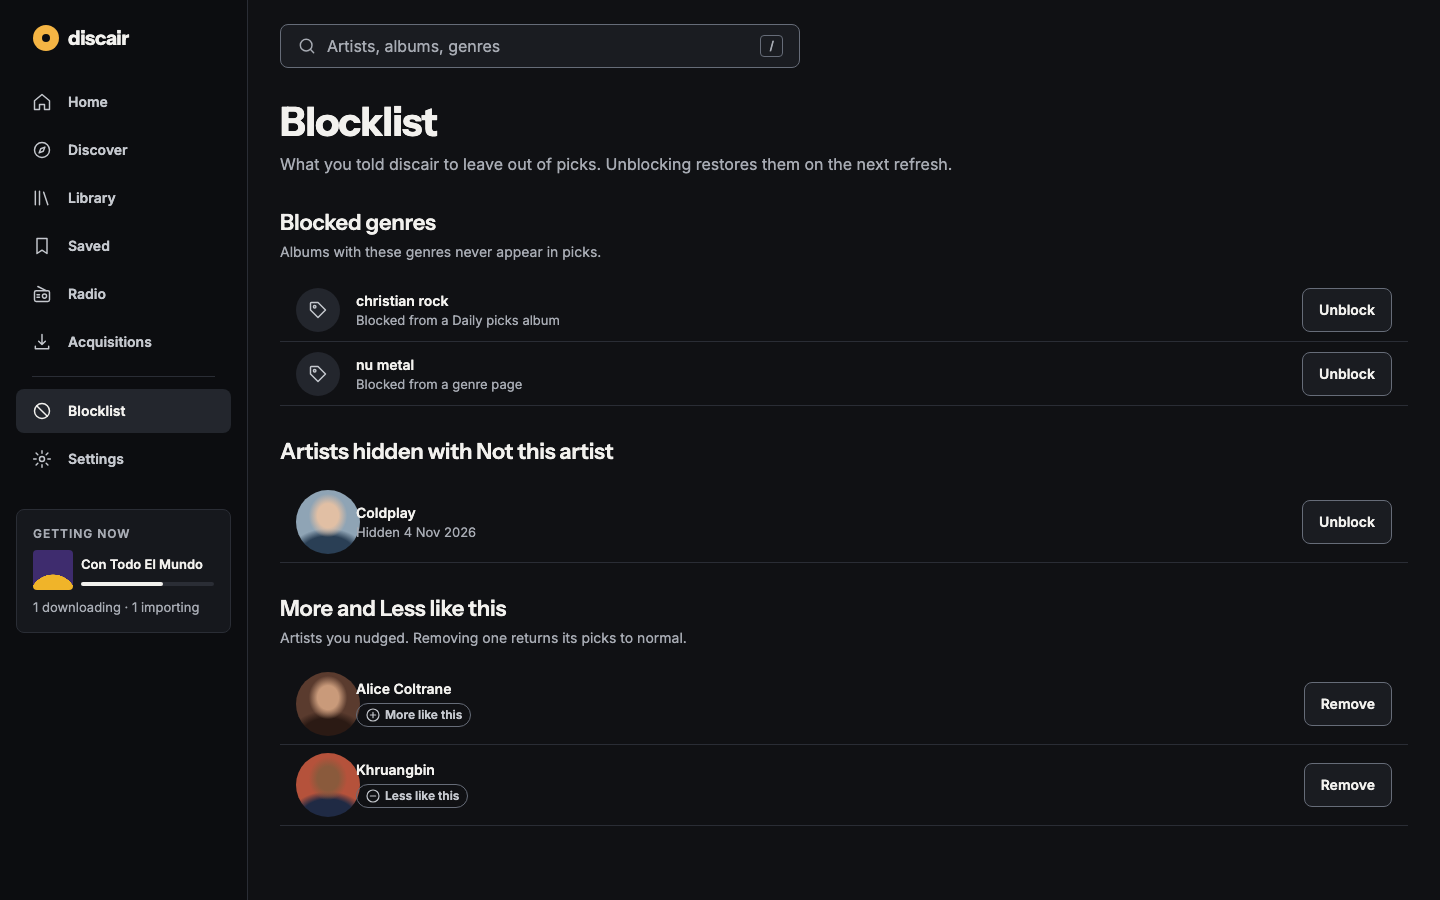 discair
Artists, albums, genres
/
Home
Discover
Library
Saved
Radio
Acquisitions
Blocklist
Settings
GETTING NOW
Con Todo El Mundo
1 downloading · 1 importing
Blocklist
What you told discair to leave out of picks. Unblocking restores them on the next refresh.
Blocked genres
Albums with these genres never appear in picks.
christian rock
Blocked from a Daily picks album
Unblock
nu metal
Blocked from a genre page
Unblock
Artists hidden with Not this artist
Coldplay
Hidden 4 Nov 2026
Unblock
More and Less like this
Artists you nudged. Removing one returns its picks to normal.
Alice Coltrane
More like this
Remove
Khruangbin
Less like this
Remove